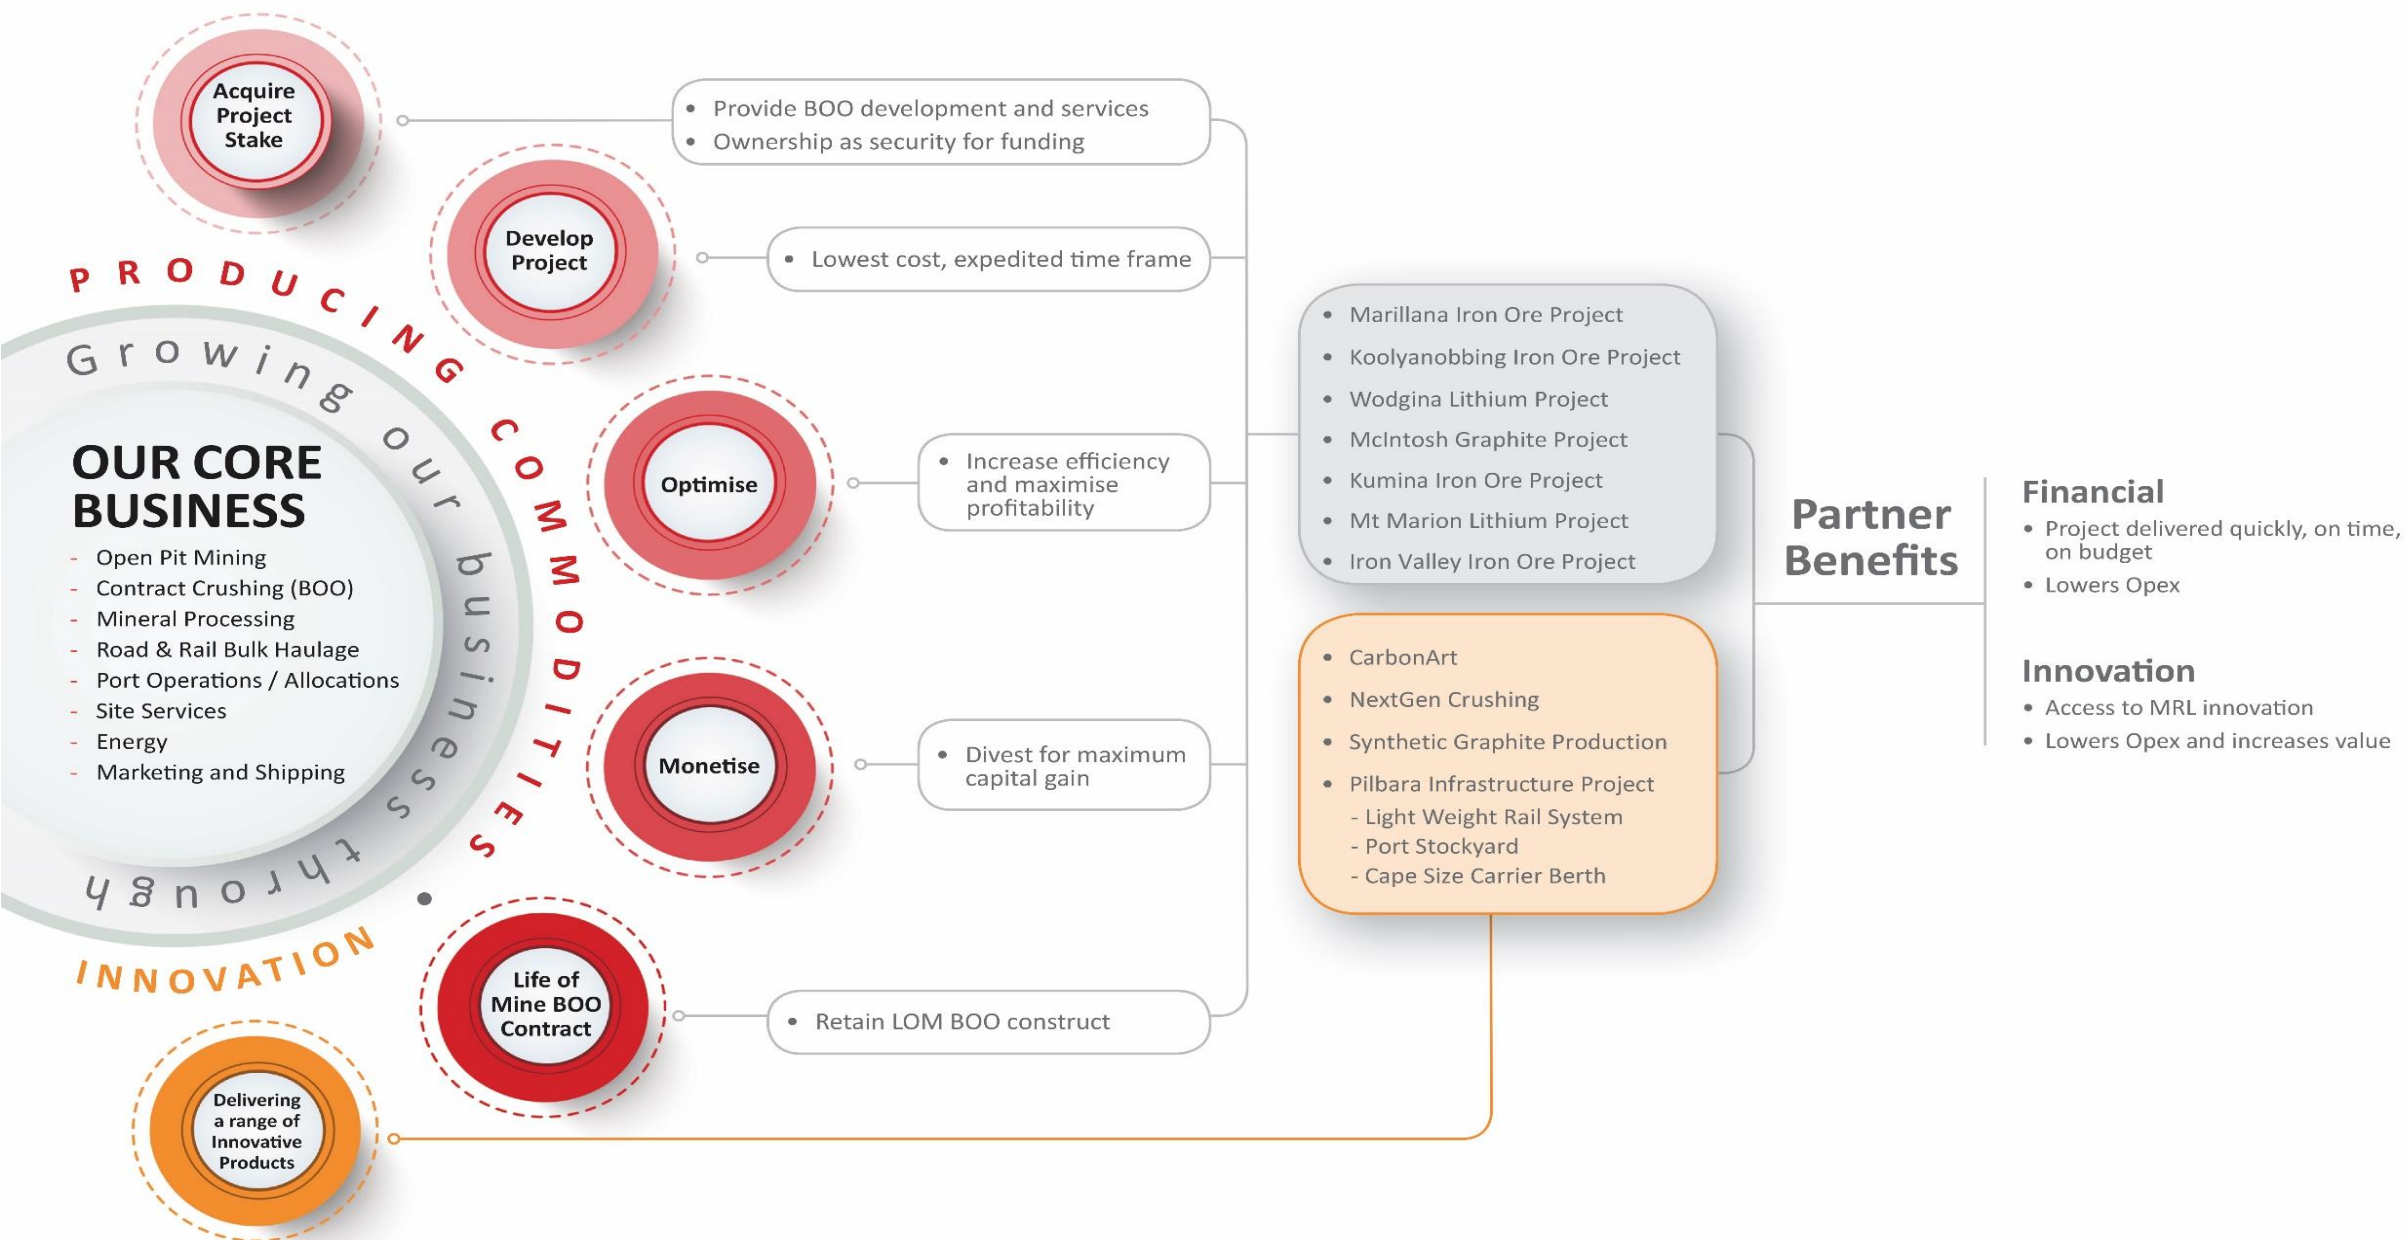 Acquire
Project
Stake
• Provide BOO development and services
• Ownership as security for funding
Develop
Project
• Lowest cost, expedited time frame
PRODUCING COMMODITIES •
INNOVATION
Growing our business through
OUR CORE
BUSINESS
- Open Pit Mining
- Contract Crushing (BOO)
- Mineral Processing
- Road & Rail Bulk Haulage
- Port Operations / Allocations
- Site Services
- Energy
- Marketing and Shipping
Optimise
• Increase efficiency
and maximise
profitability
Monetise
• Divest for maximum
capital gain
Life of
Mine BOO
Contract
• Retain LOM BOO construct
Delivering
a range of
Innovative
Products
• Marillana Iron Ore Project
• Koolyanobbing Iron Ore Project
• Wodgina Lithium Project
• McIntosh Graphite Project
• Kumina Iron Ore Project
• Mt Marion Lithium Project
• Iron Valley Iron Ore Project
• CarbonArt
• NextGen Crushing
• Synthetic Graphite Production
• Pilbara Infrastructure Project
- Light Weight Rail System
- Port Stockyard
- Cape Size Carrier Berth
Partner
Benefits
Financial
• Project delivered quickly, on time,
on budget
• Lowers Opex
Innovation
• Access to MRL innovation
• Lowers Opex and increases value